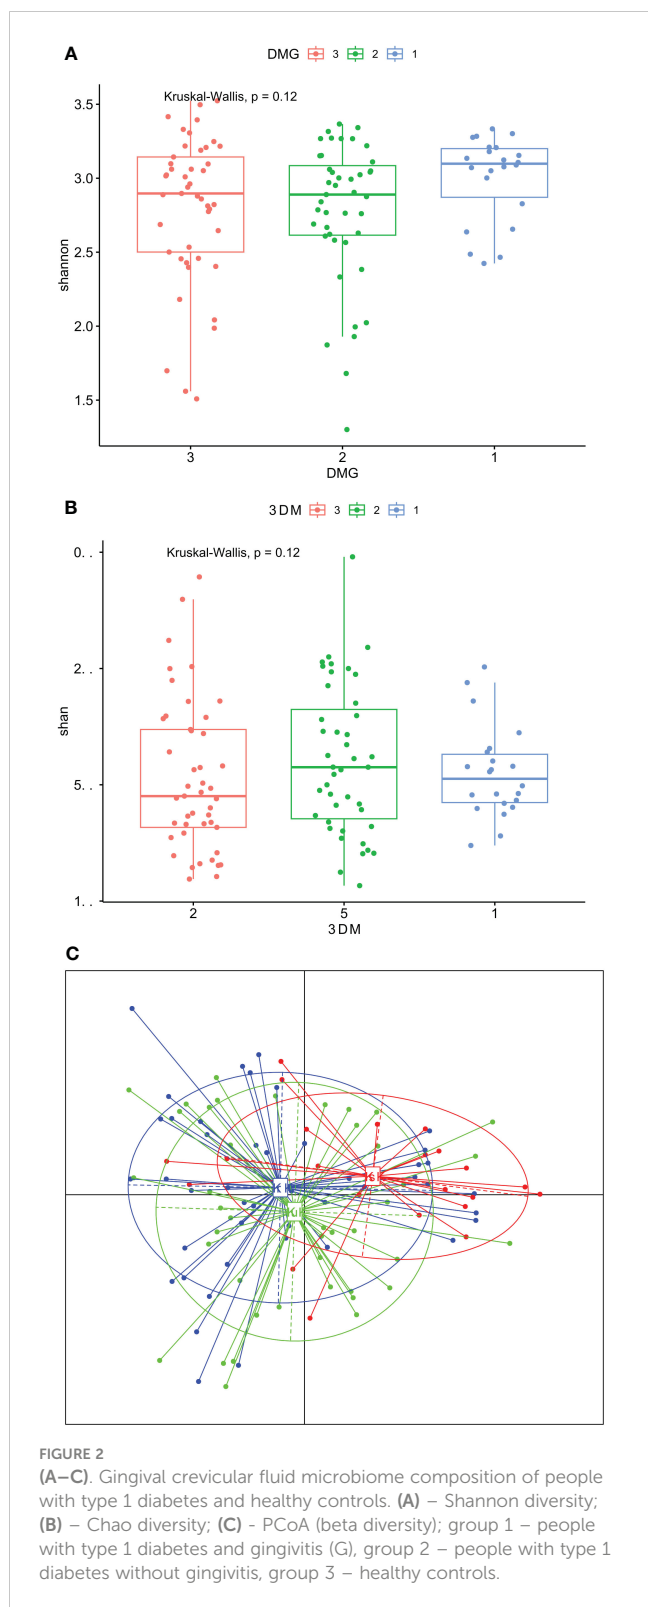 A
DMG 3 2 1
Kruskal-Wallis, p = 0.12
3.5
3.0
2.5
2.0
1.5
shannon
3 2 1
DMG
B
3DM 3 2 1
Kruskal-Wallis, p = 0.12
0. .
2. .
5. .
1. .
shan
2 5 1
3DM
C
FIGURE 2
(A–C). Gingival crevicular fluid microbiome composition of people
with type 1 diabetes and healthy controls. (A) – Shannon diversity;
(B) – Chao diversity; (C) - PCoA (beta diversity); group 1 – people
with type 1 diabetes and gingivitis (G), group 2 – people with type 1
diabetes without gingivitis, group 3 – healthy controls.